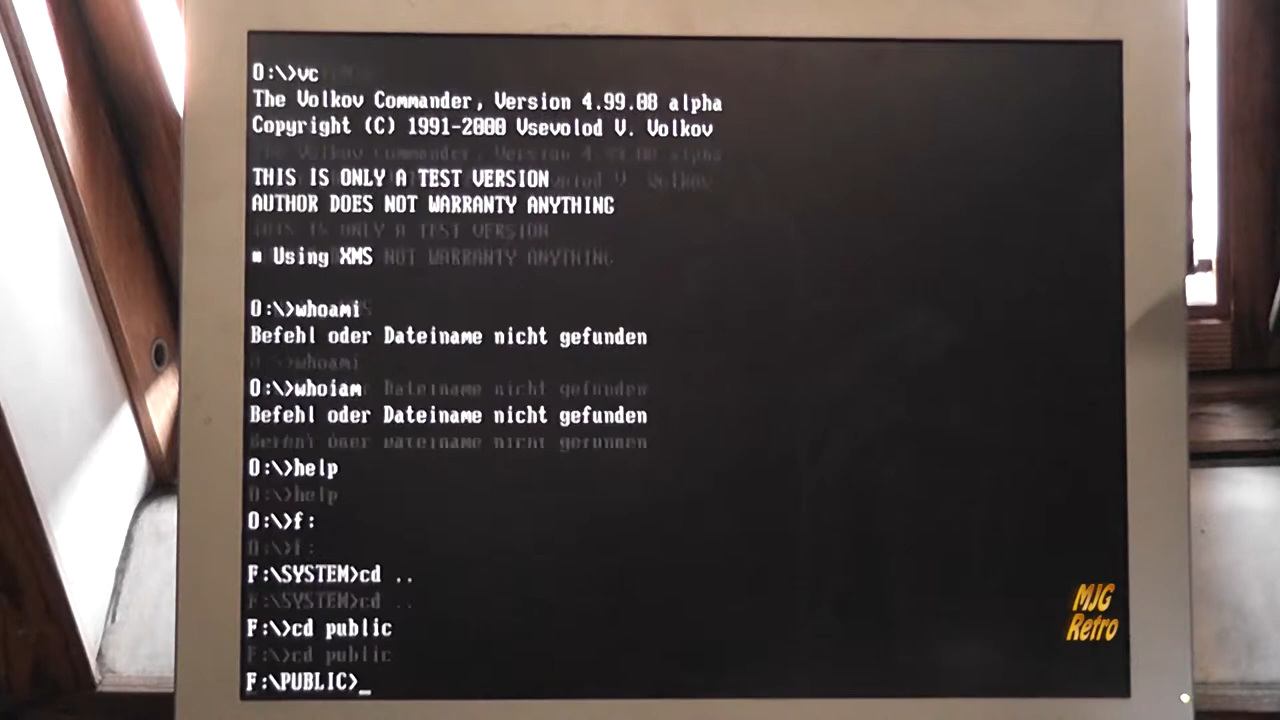 O:\>vc
The Volkov Commander, Version 4.99.08 alpha
Copyright (C) 1991-2000 Vsevolod V. Volkov
THIS IS ONLY A TEST VERSION
AUTHOR DOES NOT WARRANTY ANYTHING
■ Using XMS
O:\>whoami
Befehl oder Dateiname nicht gefunden
O:\>whoiam
Befehl oder Dateiname nicht gefunden
O:\>help
O:\>f:
F:\SYSTEM>cd ..
F:\>cd public
F:\PUBLIC>_
MJG
Retro